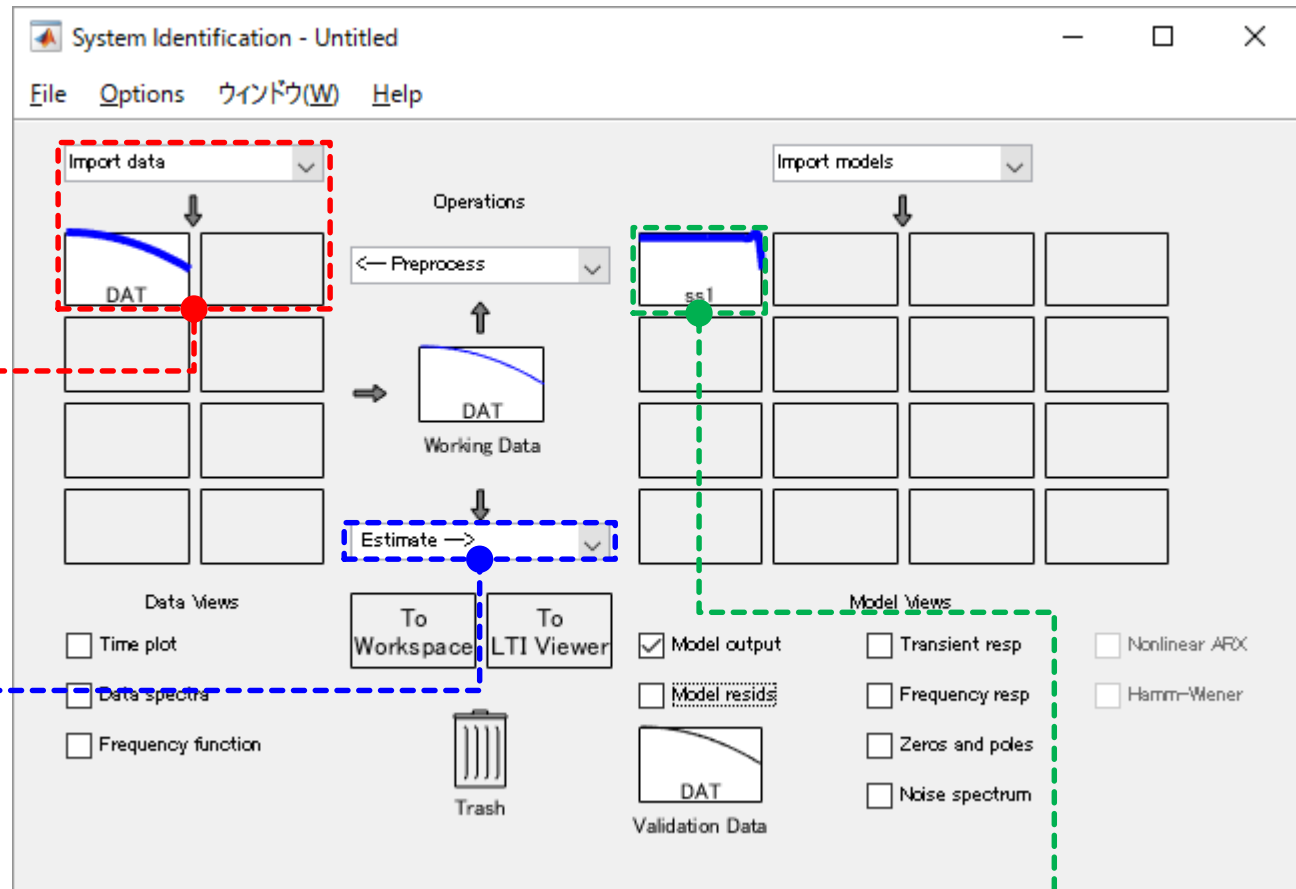 System Identification - Untitled
File Options ウィンドウ(W) Help
Import data
Import models
Operations
<— Preprocess
DAT
ss1
DAT
Working Data
Estimate —>
Data Views
To Workspace
To LTI Viewer
Model Views
Time plot
Data spectra
Frequency function
Trash
Model output
Model resids
DAT
Validation Data
Transient resp
Frequency resp
Zeros and poles
Noise spectrum
Nonlinear ARX
Hamm-Wiener